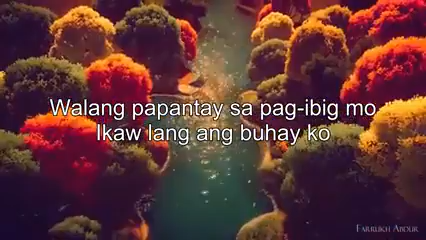 Walang papantay sa pag-ibig mo
Ikaw lang ang buhay ko
Farrukh Abdur